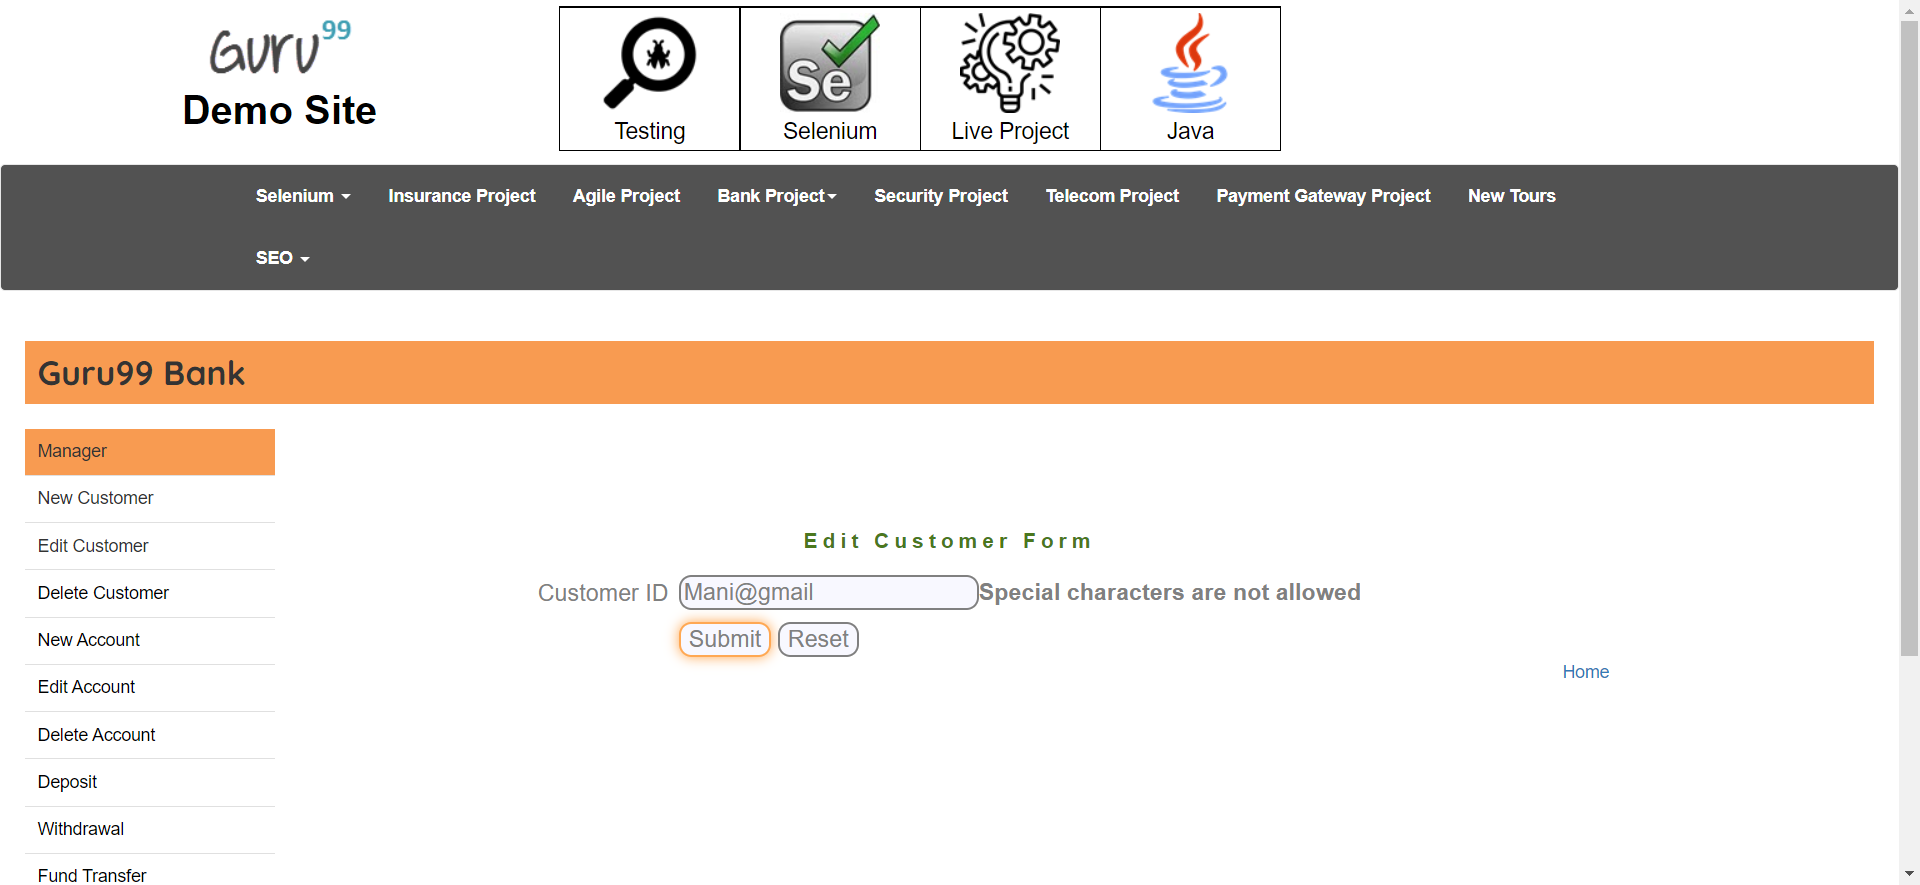 Guru99
Demo Site
Testing
Se
Selenium
Live Project
Java
Selenium
Insurance Project
Agile Project
Bank Project
Security Project
Telecom Project
Payment Gateway Project
New Tours
SEO
Guru99 Bank
Manager
New Customer
Edit Customer
Delete Customer
New Account
Edit Account
Delete Account
Deposit
Withdrawal
Fund Transfer
Edit Customer Form
Customer ID Mani@gmail Special characters are not allowed
Submit Reset
Home